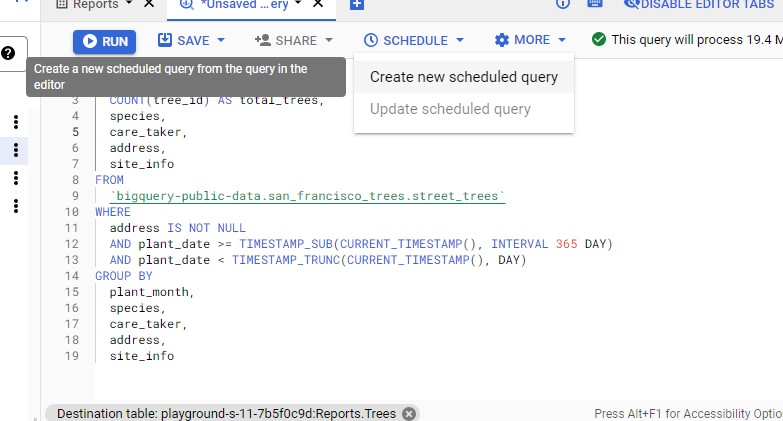 Reports
*Unsaved ...ery
DISABLE EDITOR TABS
RUN
SAVE
SHARE
SCHEDULE
MORE
This query will process 19.4 M
Create a new scheduled query from the query in the
editor
Create new scheduled query
Update scheduled query
3 COUNT(tree_id) AS total_trees,
4 species,
5 care_taker,
6 address,
7 site_info
8 FROM
9 `bigquery-public-data.san_francisco_trees.street_trees`
10 WHERE
11 address IS NOT NULL
12 AND plant_date >= TIMESTAMP_SUB(CURRENT_TIMESTAMP(), INTERVAL 365 DAY)
13 AND plant_date < TIMESTAMP_TRUNC(CURRENT_TIMESTAMP(), DAY)
14 GROUP BY
15 plant_month,
16 species,
17 care_taker,
18 address,
19 site_info
Destination table: playground-s-11-7b5f0c9d:Reports.Trees
Press Alt+F1 for Accessibility Optio